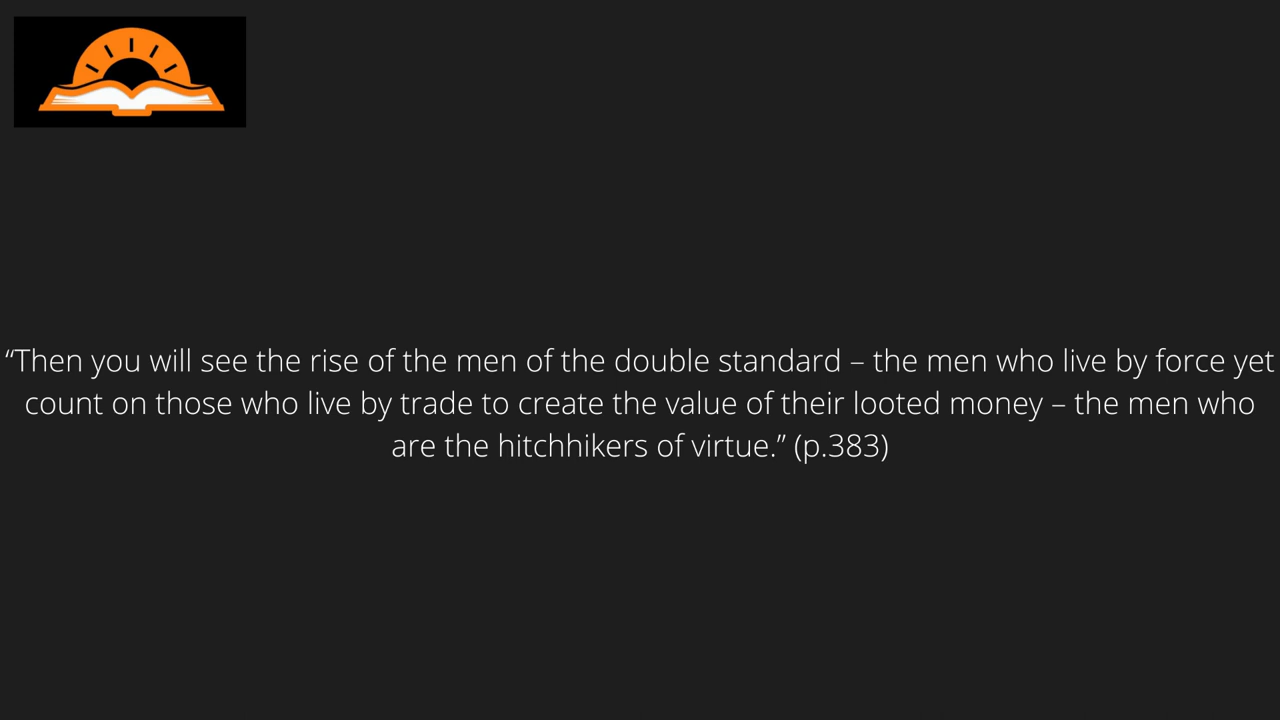 “Then you will see the rise of the men of the double standard – the men who live by force yet
count on those who live by trade to create the value of their looted money – the men who
are the hitchhikers of virtue.” (p.383)